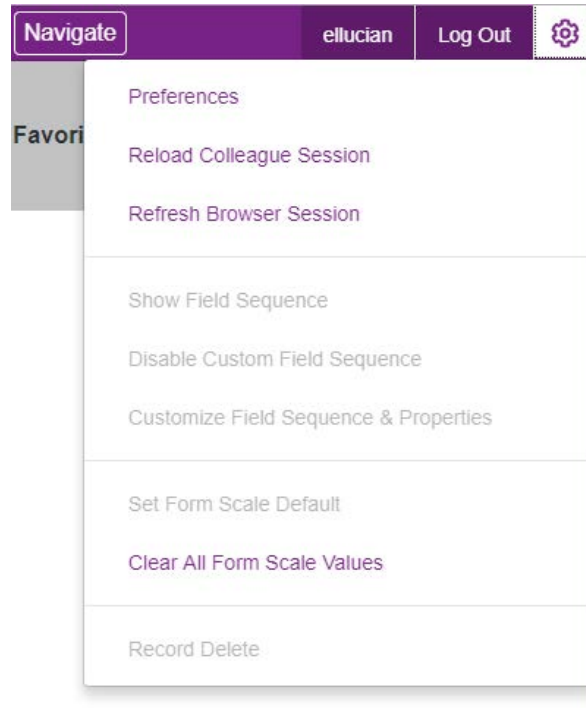 Navigate
ellucian
Log Out
Favori
Preferences
Reload Colleague Session
Refresh Browser Session
Show Field Sequence
Disable Custom Field Sequence
Customize Field Sequence & Properties
Set Form Scale Default
Clear All Form Scale Values
Record Delete